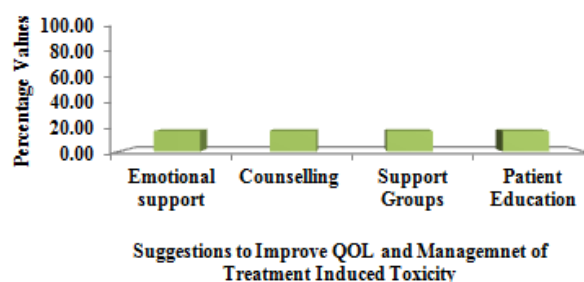 Percentage Values
100.00
80.00
60.00
40.00
20.00
0.00
Emotional support
Counselling
Support Groups
Patient Education
Suggestions to Improve QOL and Managemnet of
Treatment Induced Toxicity